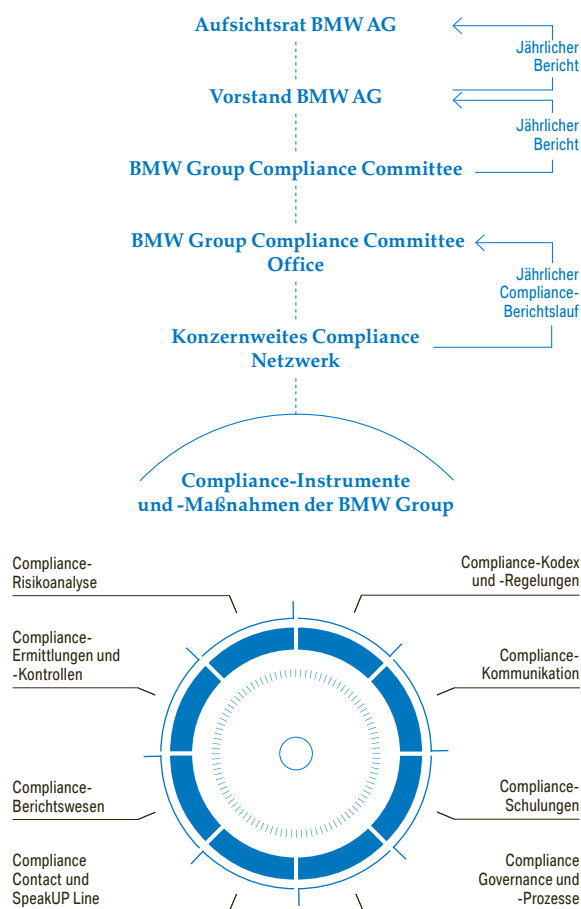 Aufsichtsrat BMW AG
Jährlicher
Bericht
Vorstand BMW AG
Jährlicher
Bericht
BMW Group Compliance Committee
BMW Group Compliance Committee
Office
Jährlicher
Compliance-
Berichtslauf
Konzernweites Compliance
Netzwerk
Compliance-Instrumente
und -Maßnahmen der BMW Group
Compliance-
Risikoanalyse
Compliance-Kodex
und -Regelungen
Compliance-
Ermittlungen und
-Kontrollen
Compliance-
Kommunikation
Compliance-
Berichtswesen
Compliance-
Schulungen
Compliance
Contact und
SpeakUP Line
Compliance
Governance und
-Prozesse